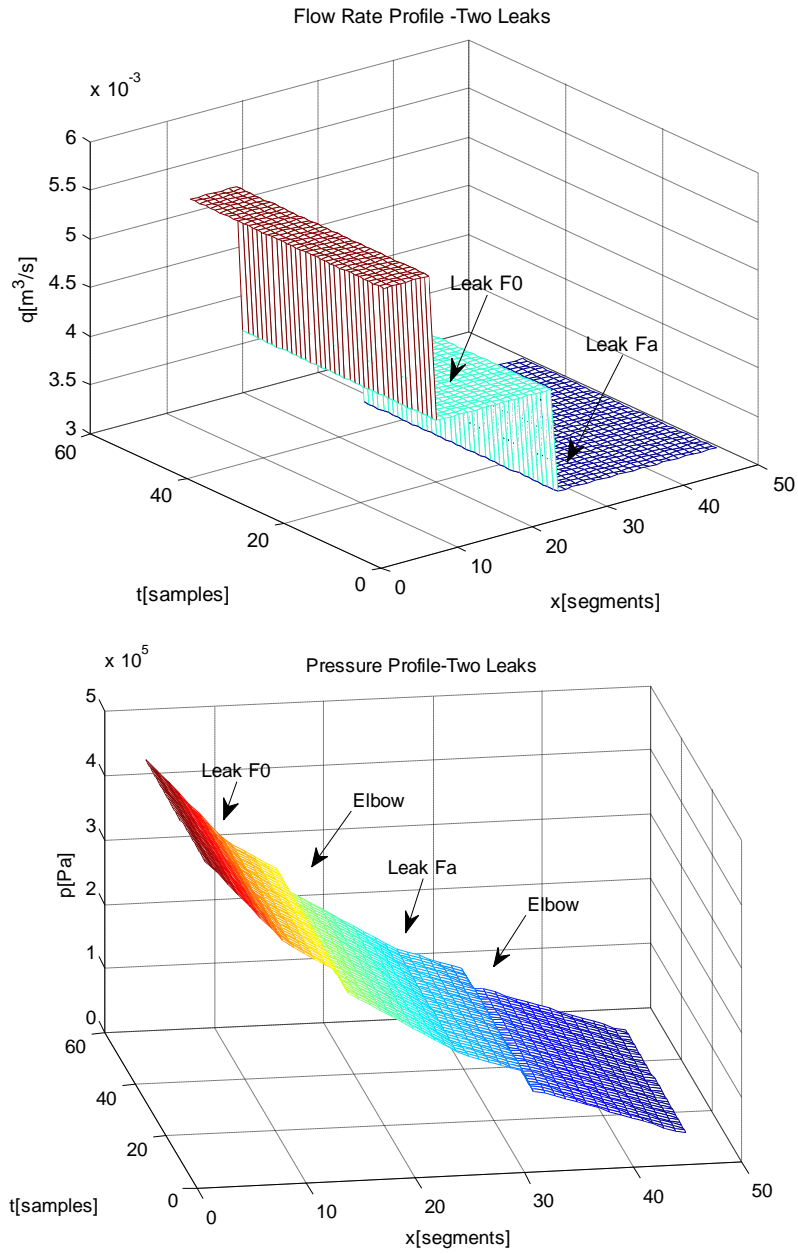 Flow Rate Profile -Two Leaks
x 10^-3
6
5.5
5
4.5
4
3.5
3
q[m^3/s]
Leak F0
Leak Fa
60
40
20
0
t[samples]
0
10
20
30
40
50
x[segments]
x 10^5
Pressure Profile-Two Leaks
5
4
3
2
1
0
p[Pa]
Leak F0
Elbow
Leak Fa
Elbow
60
40
20
0
t[samples]
0
10
20
30
40
50
x[segments]